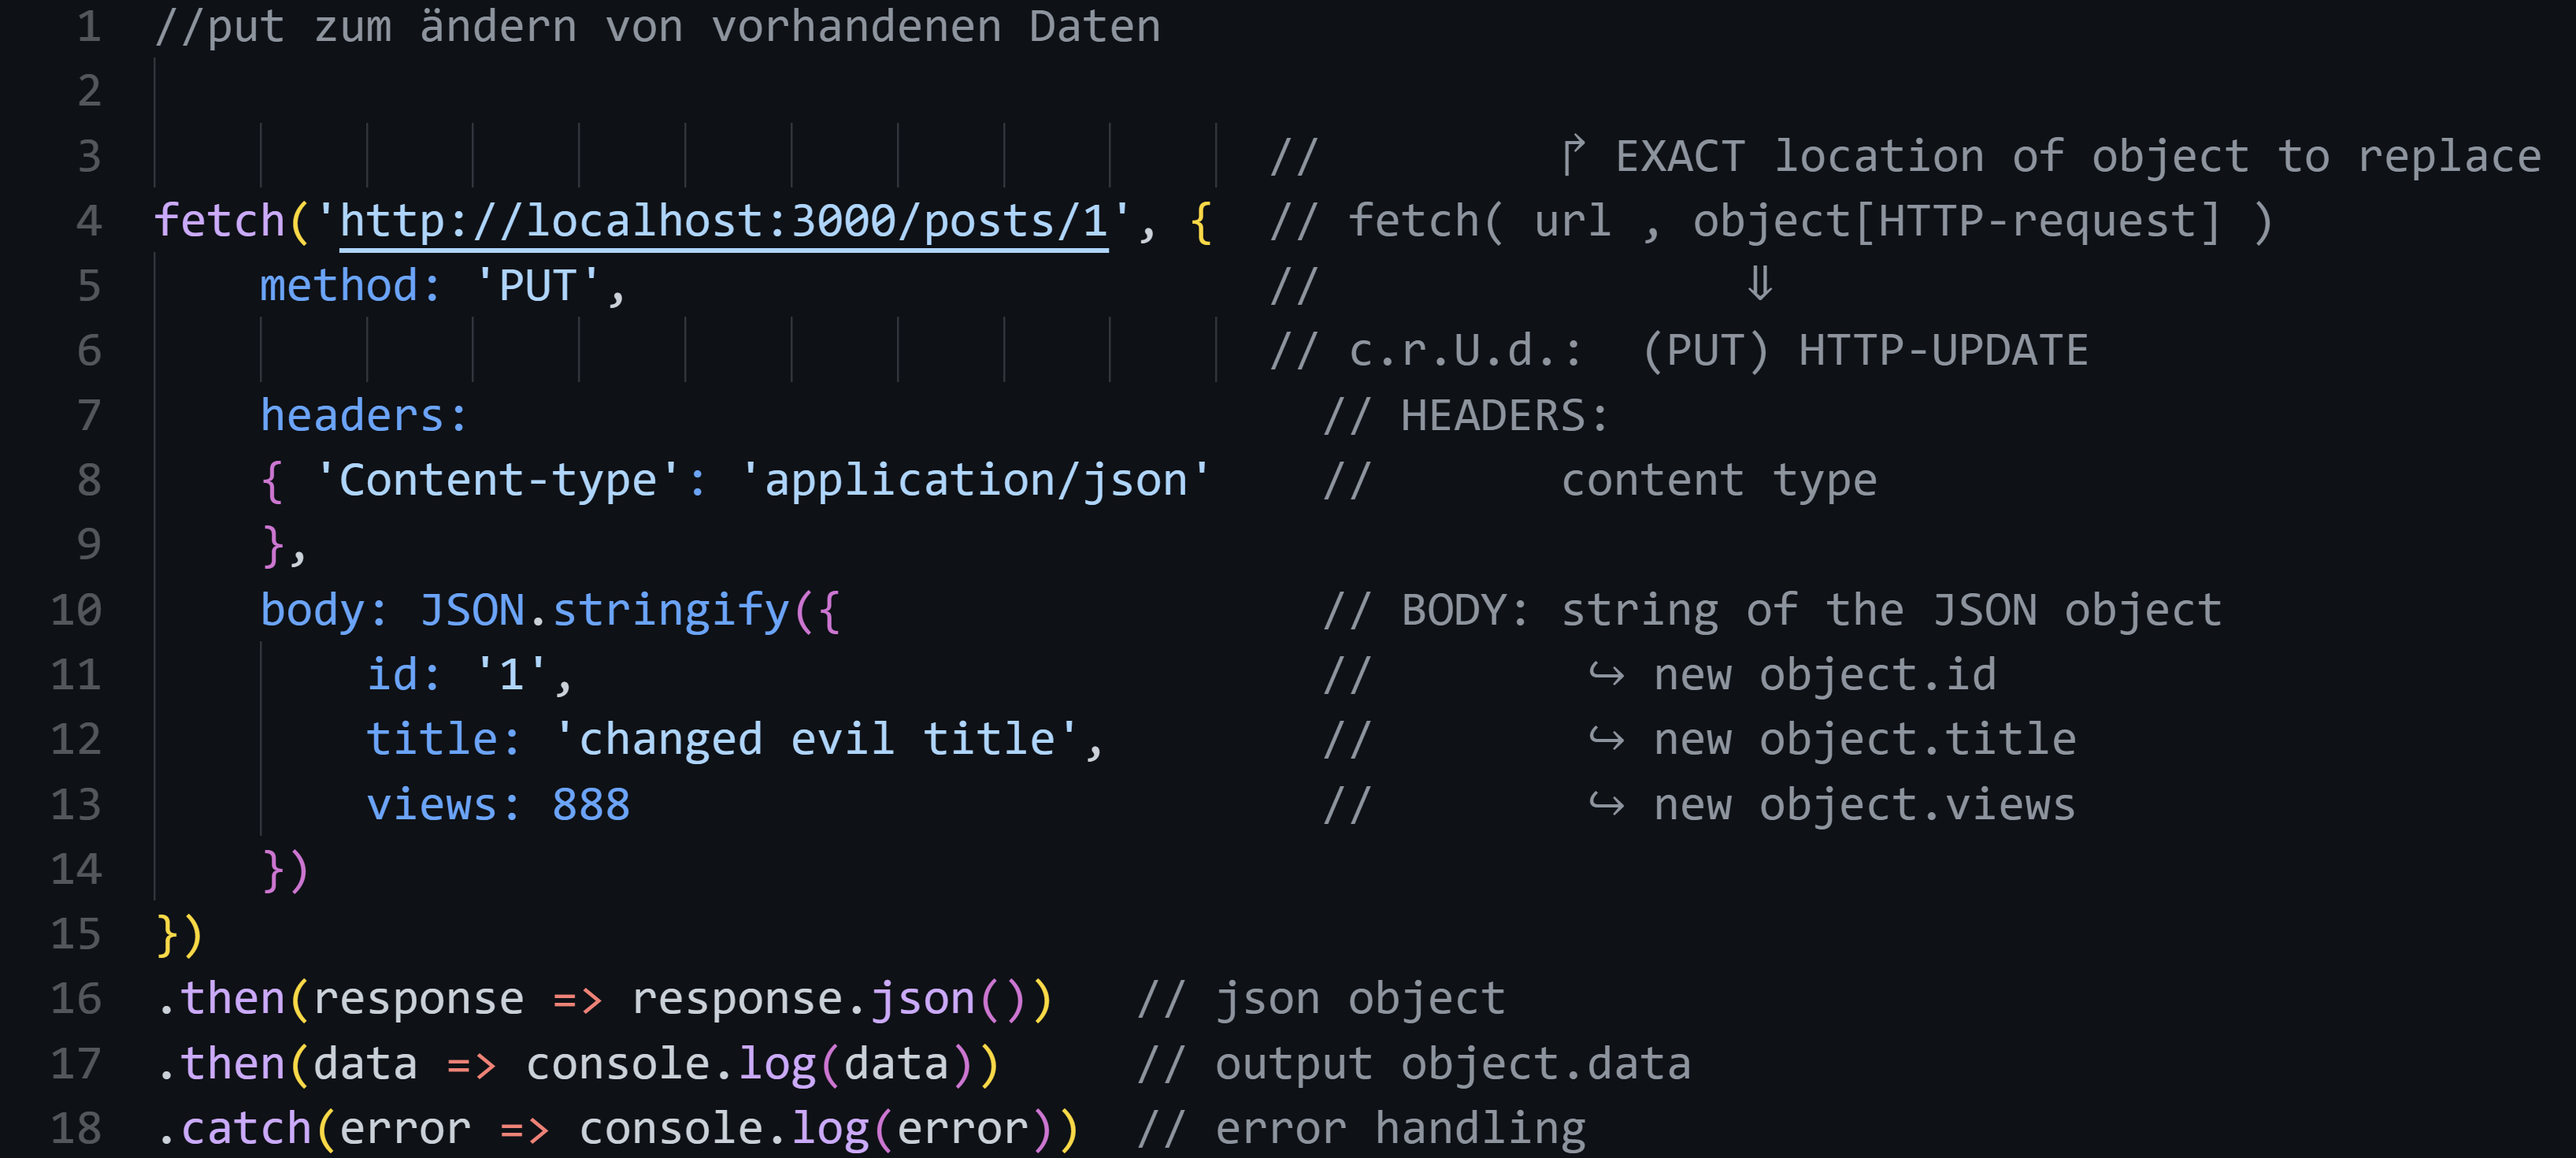 1 //put zum ändern von vorhandenen Daten
2
3 // ↱ EXACT location of object to replace
4 fetch('http://localhost:3000/posts/1', { // fetch( url , object[HTTP-request] )
5 method: 'PUT', // ⇓
6 // c.r.U.d.: (PUT) HTTP-UPDATE
7 headers: // HEADERS:
8 { 'Content-type': 'application/json' // content type
9 },
10 body: JSON.stringify({ // BODY: string of the JSON object
11 id: '1', // ↪ new object.id
12 title: 'changed evil title', // ↪ new object.title
13 views: 888 // ↪ new object.views
14 })
15 })
16 .then(response => response.json()) // json object
17 .then(data => console.log(data)) // output object.data
18 .catch(error => console.log(error)) // error handling